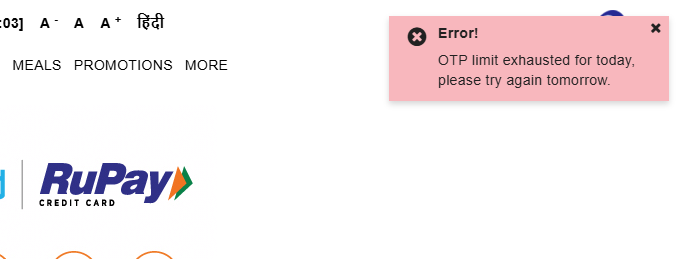 :03] A - A A + हिंदी
MEALS PROMOTIONS MORE
Error!
OTP limit exhausted for today,
please try again tomorrow.
RuPay
CREDIT CARD